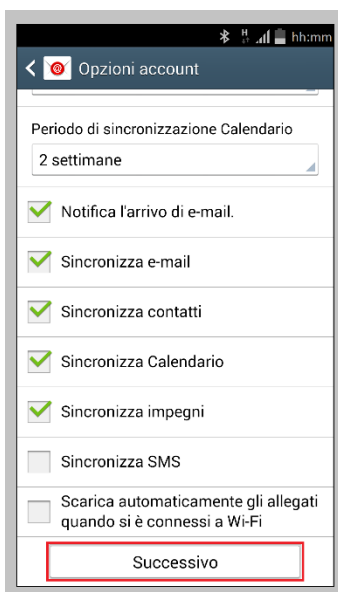 H hh:mm
Opzioni account
Periodo di sincronizzazione Calendario
2 settimane
Notifica l'arrivo di e-mail.
Sincronizza e-mail
Sincronizza contatti
Sincronizza Calendario
Sincronizza impegni
Sincronizza SMS
Scarica automaticamente gli allegati
quando si è connessi a Wi-Fi
Successivo